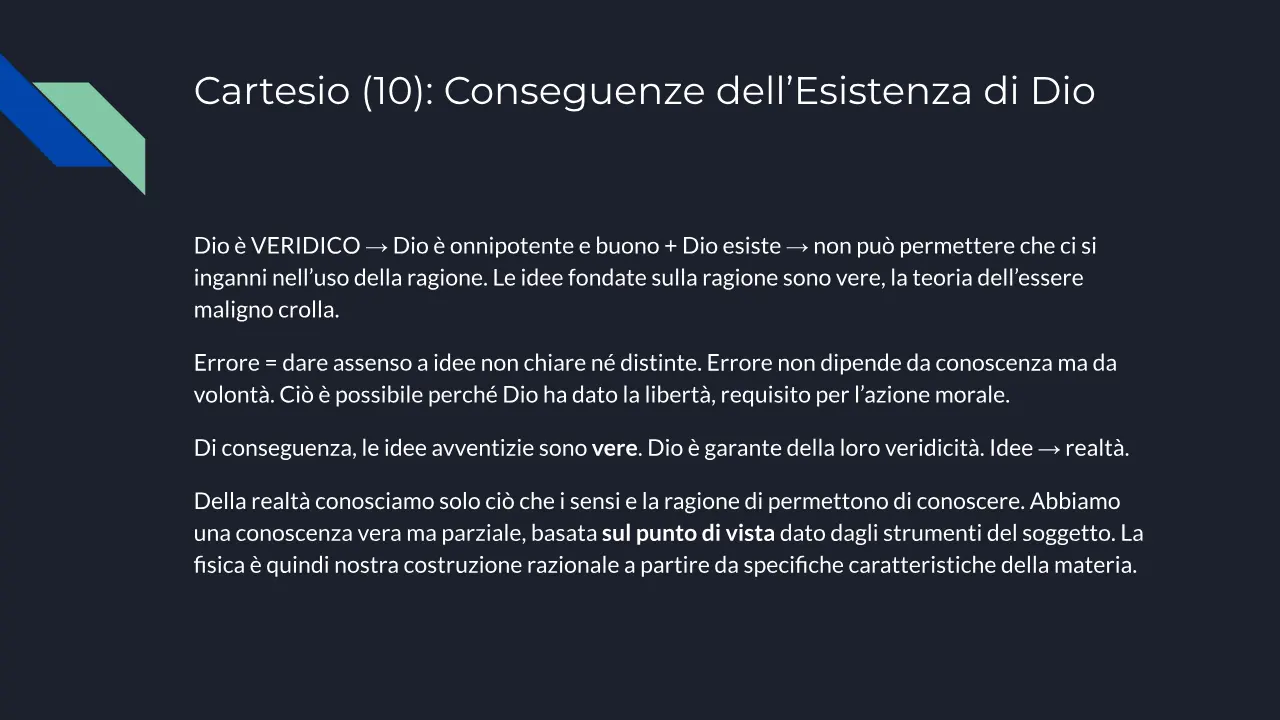 Cartesio (10): Conseguenze dell’Esistenza di Dio
Dio è VERIDICO → Dio è onnipotente e buono + Dio esiste → non può permettere che ci si
inganni nell’uso della ragione. Le idee fondate sulla ragione sono vere, la teoria dell’essere
maligno crolla.
Errore = dare assenso a idee non chiare né distinte. Errore non dipende da conoscenza ma da
volontà. Ciò è possibile perché Dio ha dato la libertà, requisito per l’azione morale.
Di conseguenza, le idee avventizie sono vere. Dio è garante della loro veridicità. Idee → realtà.
Della realtà conosciamo solo ciò che i sensi e la ragione di permettono di conoscere. Abbiamo
una conoscenza vera ma parziale, basata sul punto di vista dato dagli strumenti del soggetto. La
fisica è quindi nostra costruzione razionale a partire da specifiche caratteristiche della materia.